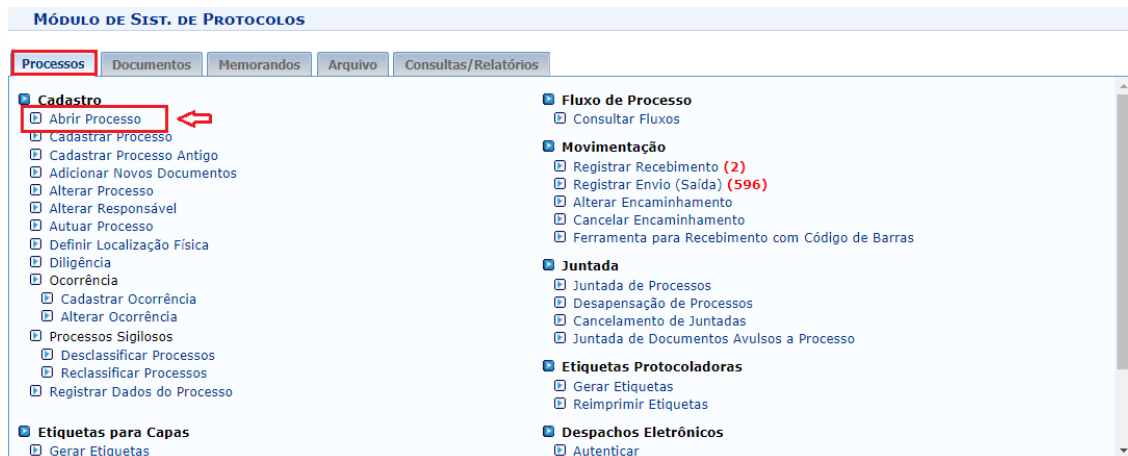 Módulo de Sist. de Protocolos
Processos
Documentos
Memorandos
Arquivo
Consultas/Relatórios
Cadastro
Abrir Processo
Cadastrar Processo
Cadastrar Processo Antigo
Adicionar Novos Documentos
Alterar Processo
Alterar Responsável
Autuar Processo
Definir Localização Física
Diligência
Ocorrência
Cadastrar Ocorrência
Alterar Ocorrência
Processos Sigilosos
Desclassificar Processos
Reclassificar Processos
Registrar Dados do Processo
Etiquetas para Capas
Gerar Etiquetas
Fluxo de Processo
Consultar Fluxos
Movimentação
Registrar Recebimento (2)
Registrar Envio (Saída) (596)
Alterar Encaminhamento
Cancelar Encaminhamento
Ferramenta para Recebimento com Código de Barras
Juntada
Juntada de Processos
Desapensação de Processos
Cancelamento de Juntadas
Juntada de Documentos Avulsos a Processo
Etiquetas Protocoladoras
Gerar Etiquetas
Reimprimir Etiquetas
Despachos Eletrônicos
Autenticar